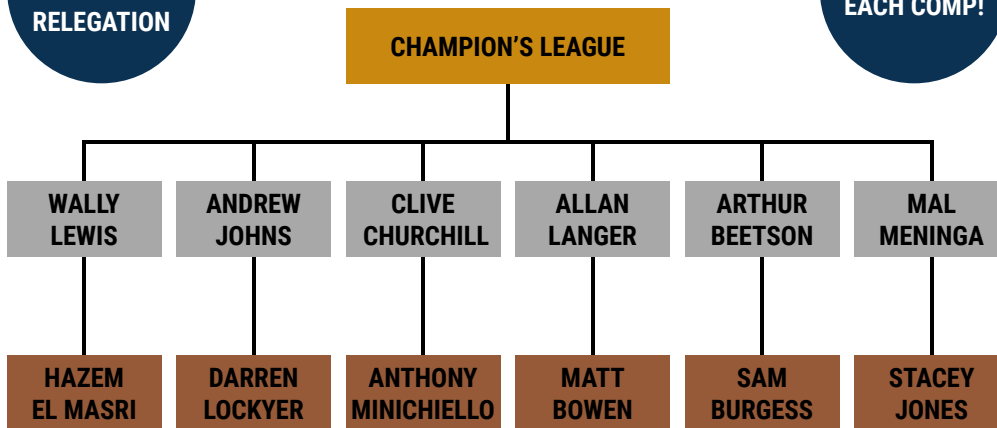 RELEGATION
EACH COMP!
CHAMPION'S LEAGUE
WALLY
LEWIS
ANDREW
JOHNS
CLIVE
CHURCHILL
ALLAN
LANGER
ARTHUR
BEETSON
MAL
MENINGA
HAZEM
EL MASRI
DARREN
LOCKYER
ANTHONY
MINICHIELLO
MATT
BOWEN
SAM
BURGESS
STACEY
JONES